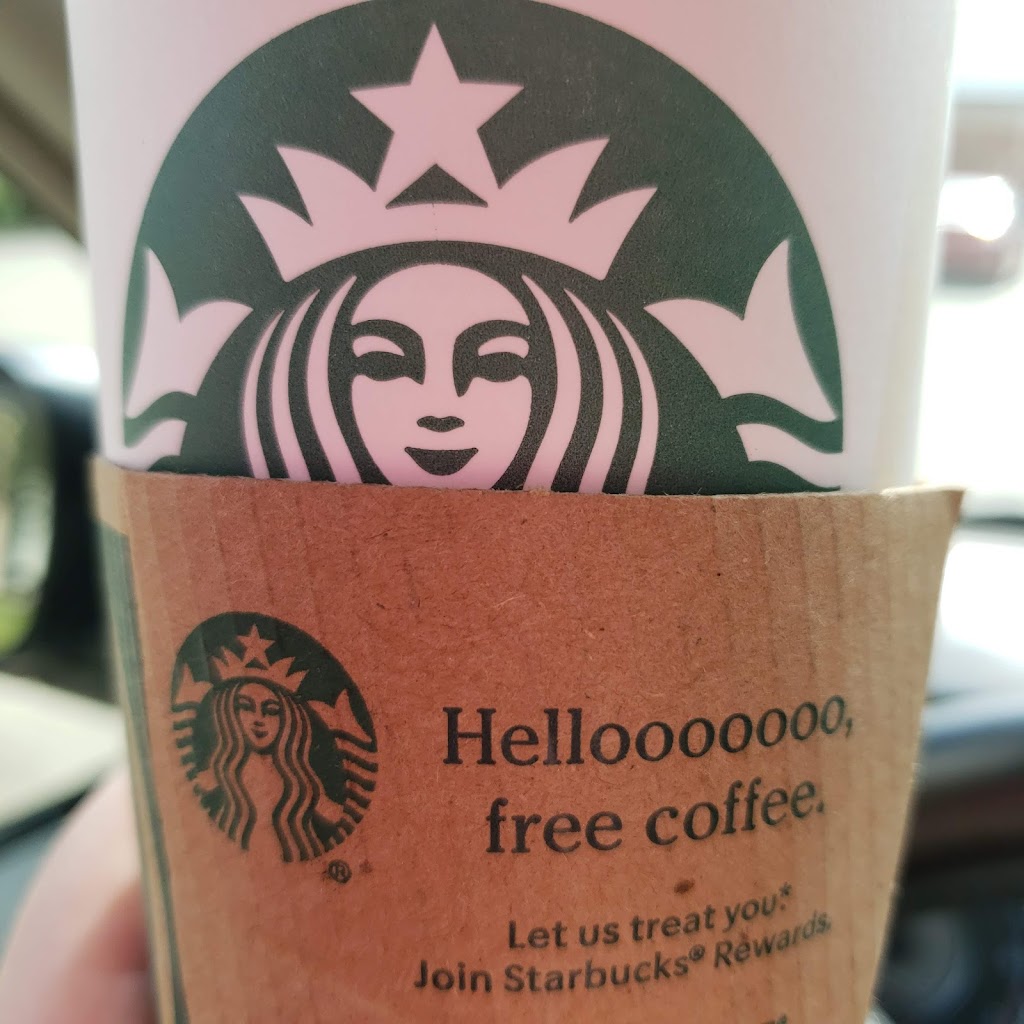 Hellooooooo,
free coffee.
Let us treat you.*
Join Starbucks® Rewards.
®